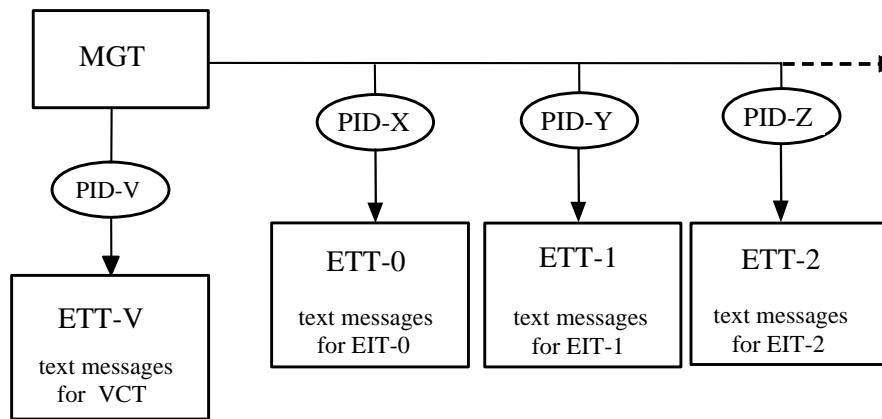 MGT
PID-X
PID-Y
PID-Z
PID-V
ETT-0
text messages
for EIT-0
ETT-1
text messages
for EIT-1
ETT-2
text messages
for EIT-2
ETT-V
text messages
for VCT